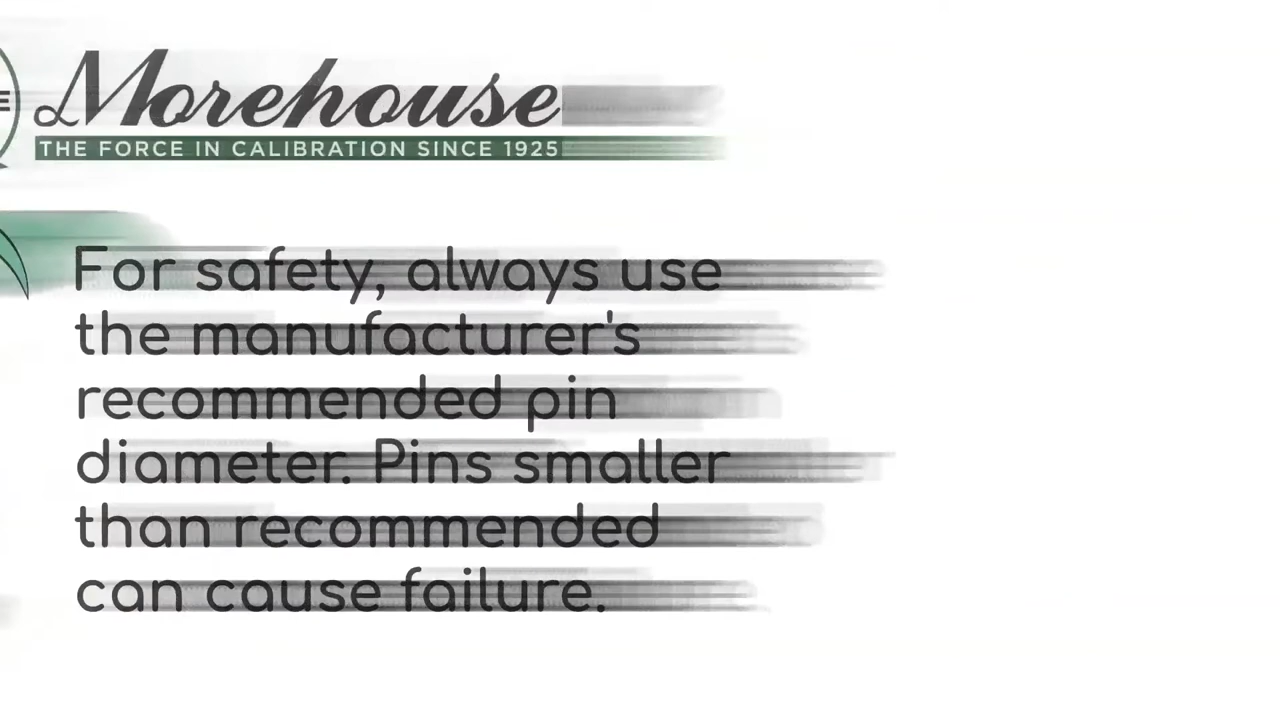 E
Morehouse
THE FORCE IN CALIBRATION SINCE 1925
For safety, always use
the manufacturer's
recommended pin
diameter. Pins smaller
than recommended
can cause failure.